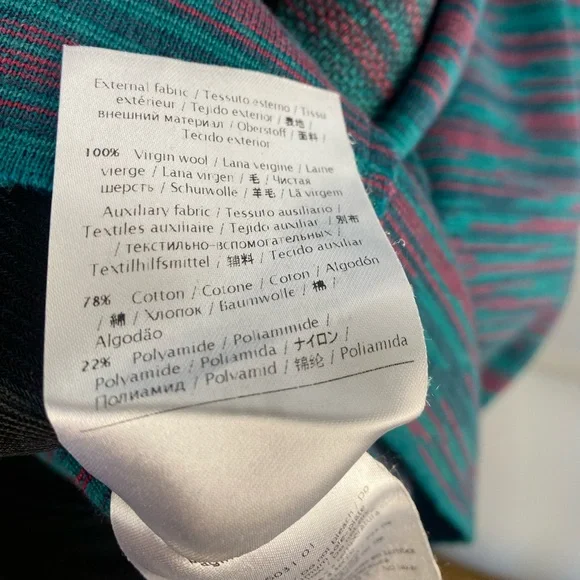 External fabric / Tessuto esterno / Tissu
extérieur / Tejido exterior / 表地 /
внешний материал / Oberstoff / 面料 /
Tecido exterior
100% Virgin wool / Lana vergine / Laine
vierge / Lana virgen / 毛 / Чистая
шерсть / Schurwolle / 羊毛 / Lã virgem
Auxiliary fabric / Tessuto ausiliario /
Textiles auxiliaire / Tejido auxiliar / 別布
/ текстильно-вспомогательных /
Textilhilfsmittel / 辅料 / Tecido auxiliar
78% Cotton / Cotone / Coton / Algodón
/ 綿 / Хлопок / Baumwolle / 棉 /
Algodão
22% Polyamide / Poliammide /
Polyamide / Poliamida / ナイロン /
Полиамид / Polyamid / 锦纶 / Poliamida
6031 01